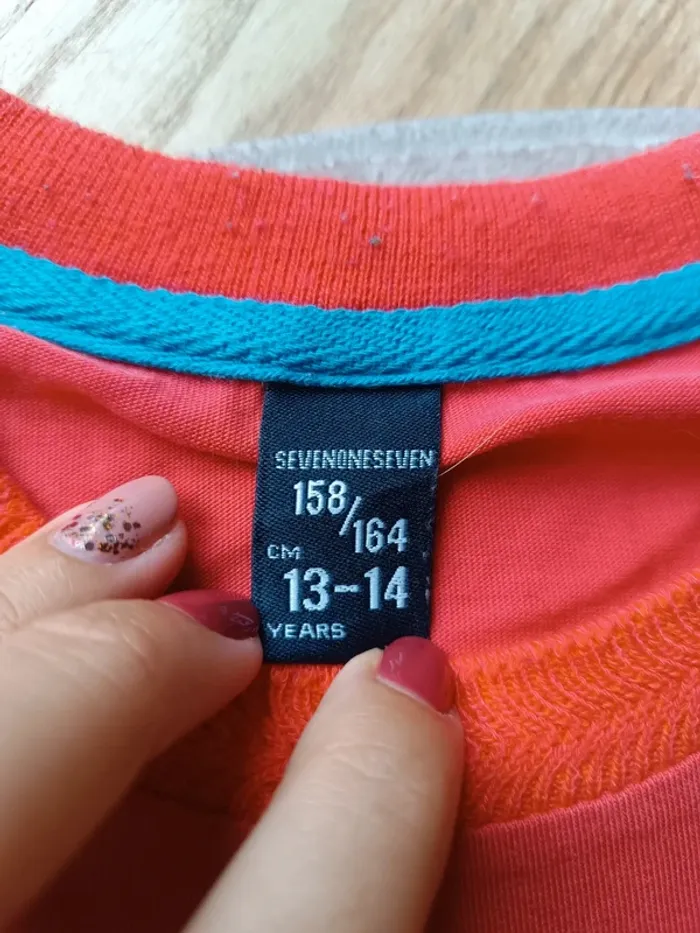 SEVENONESEVEN
158/164
CM
13-14
YEARS